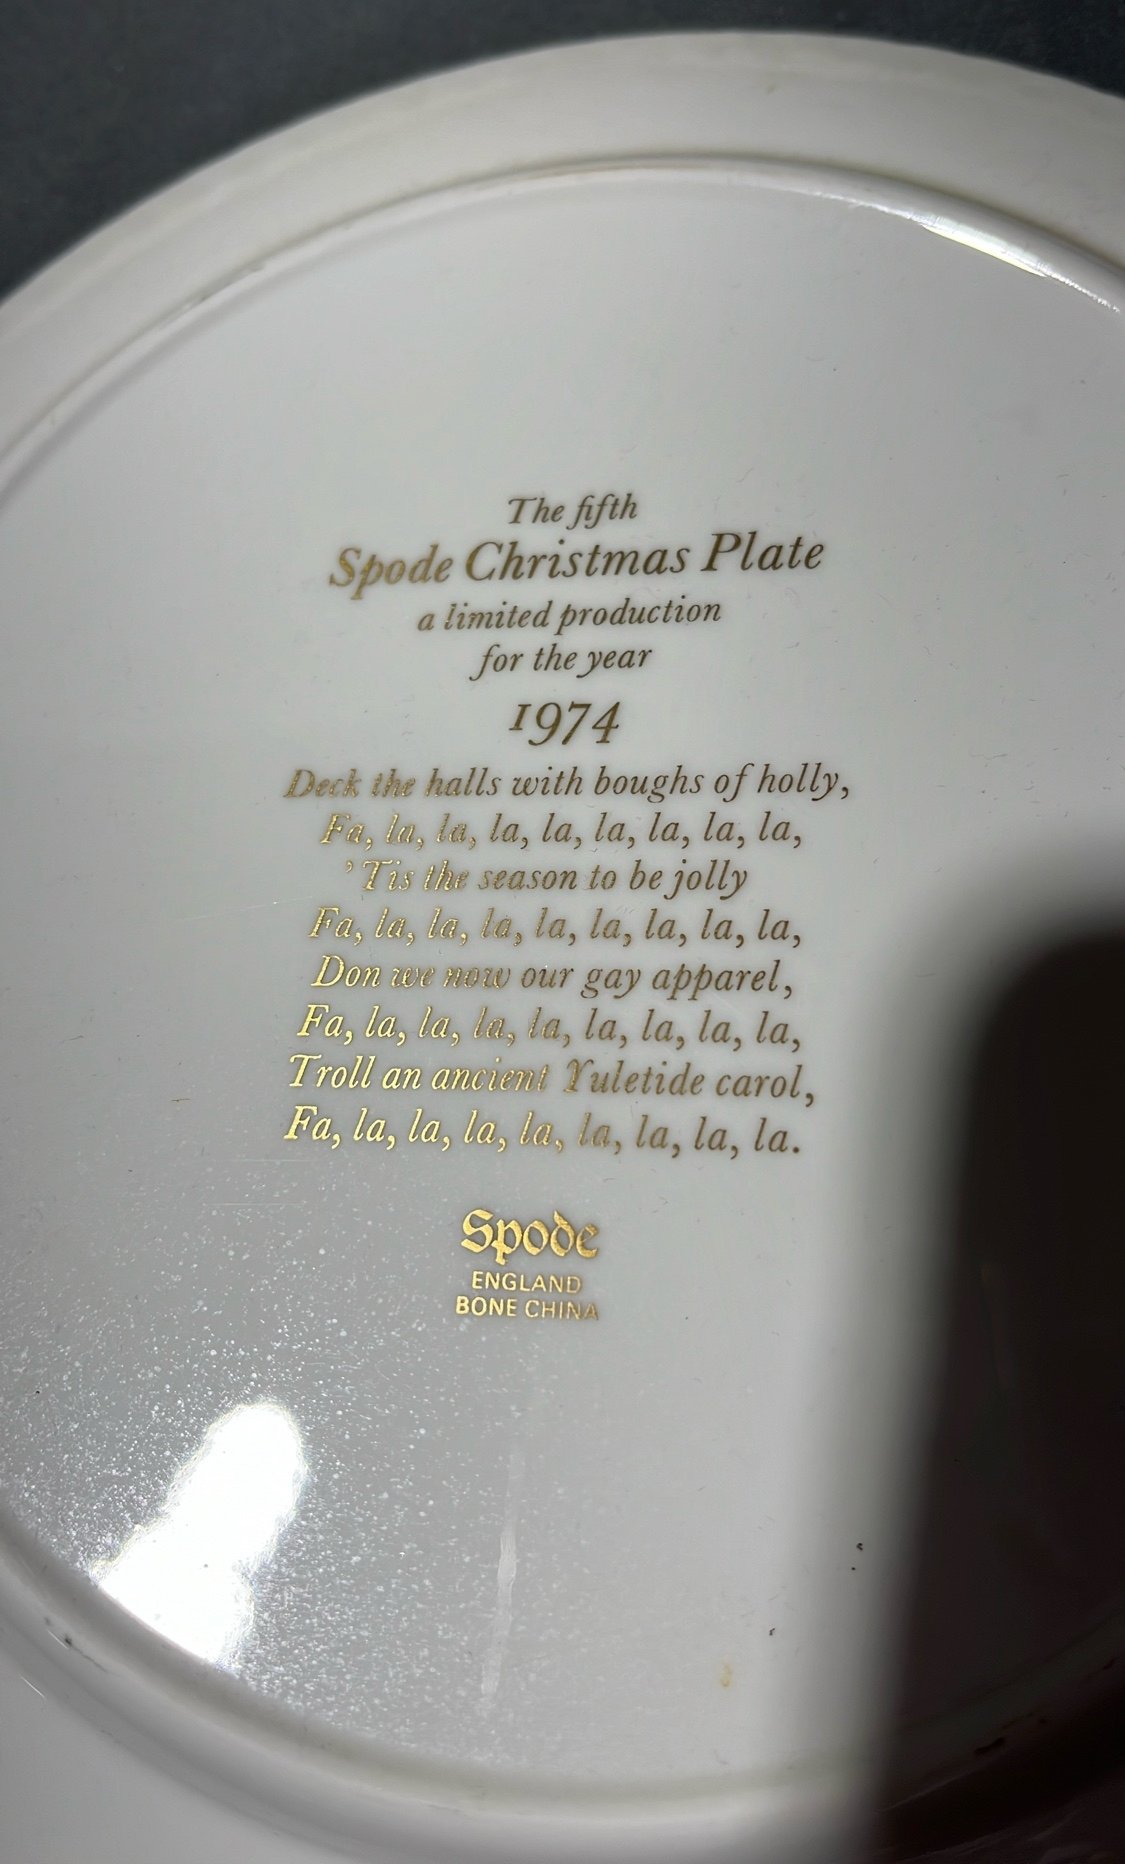 The fifth
Spode Christmas Plate
a limited production
for the year
1974
Deck the halls with boughs of holly,
Fa, la, la, la, la, la, la, la, la,
'Tis the season to be jolly
Fa, la, la, la, la, la, la, la, la,
Don we now our gay apparel,
Fa, la, la, la, la, la, la, la, la,
Troll an ancient Yuletide carol,
Fa, la, la, la, la, la, la, la, la.
Spode
ENGLAND
BONE CHINA